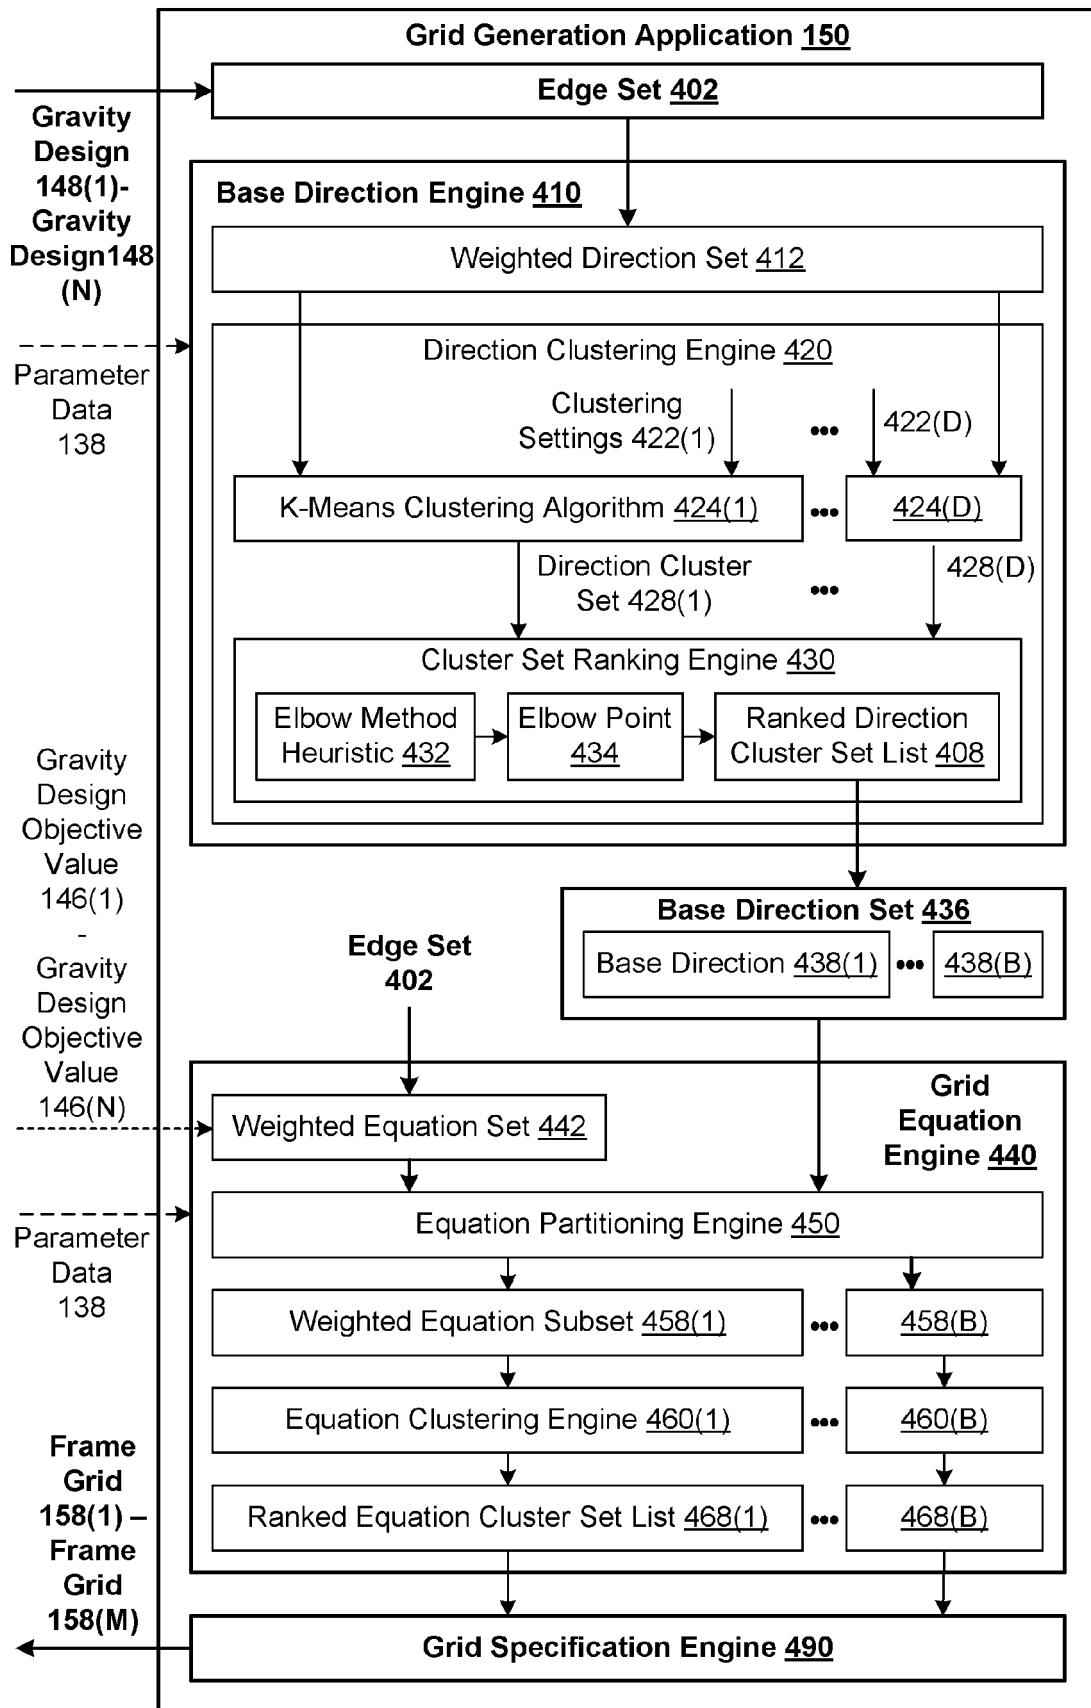 Grid Generation Application 150
Edge Set 402
Gravity
Design
148(1)-
Gravity
Design148
(N)
Base Direction Engine 410
Weighted Direction Set 412
Parameter
Data
138
Direction Clustering Engine 420
Clustering
Settings 422(1)
•••
422(D)
K-Means Clustering Algorithm 424(1)
•••
424(D)
Direction Cluster
Set 428(1)
•••
428(D)
Cluster Set Ranking Engine 430
Elbow Method
Heuristic 432
Elbow Point
434
Ranked Direction
Cluster Set List 408
Gravity
Design
Objective
Value
146(1)
-
Gravity
Design
Objective
Value
146(N)
Base Direction Set 436
Base Direction 438(1)
•••
438(B)
Edge Set
402
Grid
Equation
Engine 440
Weighted Equation Set 442
Parameter
Data
138
Equation Partitioning Engine 450
Weighted Equation Subset 458(1)
•••
458(B)
Equation Clustering Engine 460(1)
•••
460(B)
Ranked Equation Cluster Set List 468(1)
•••
468(B)
Frame
Grid
158(1) –
Frame
Grid
158(M)
Grid Specification Engine 490